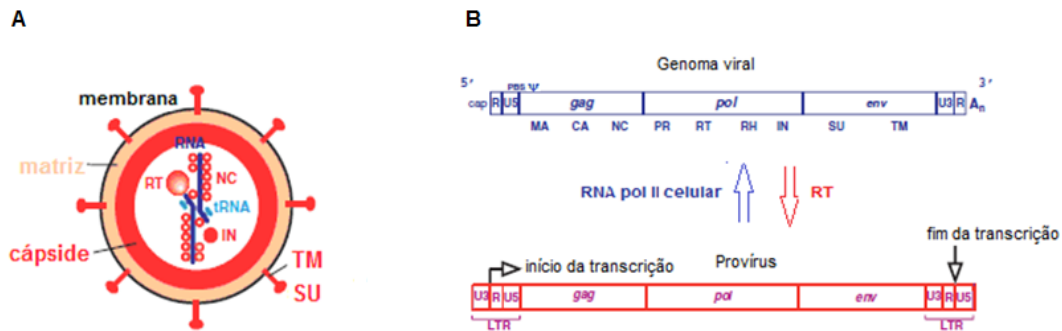 A
membrana
RNA
matriz
RT
NC
tRNA
IN
cápside
TM
SU
B
Genoma viral
5'
3'
PBS Ψ
cap R U5 gag pol env U3 R An
MA CA NC PR RT RH IN SU TM
RNA pol II celular
RT
fim da transcrição
início da transcrição
Provírus
U3 R U5 gag pol env U3 R U5
LTR
LTR